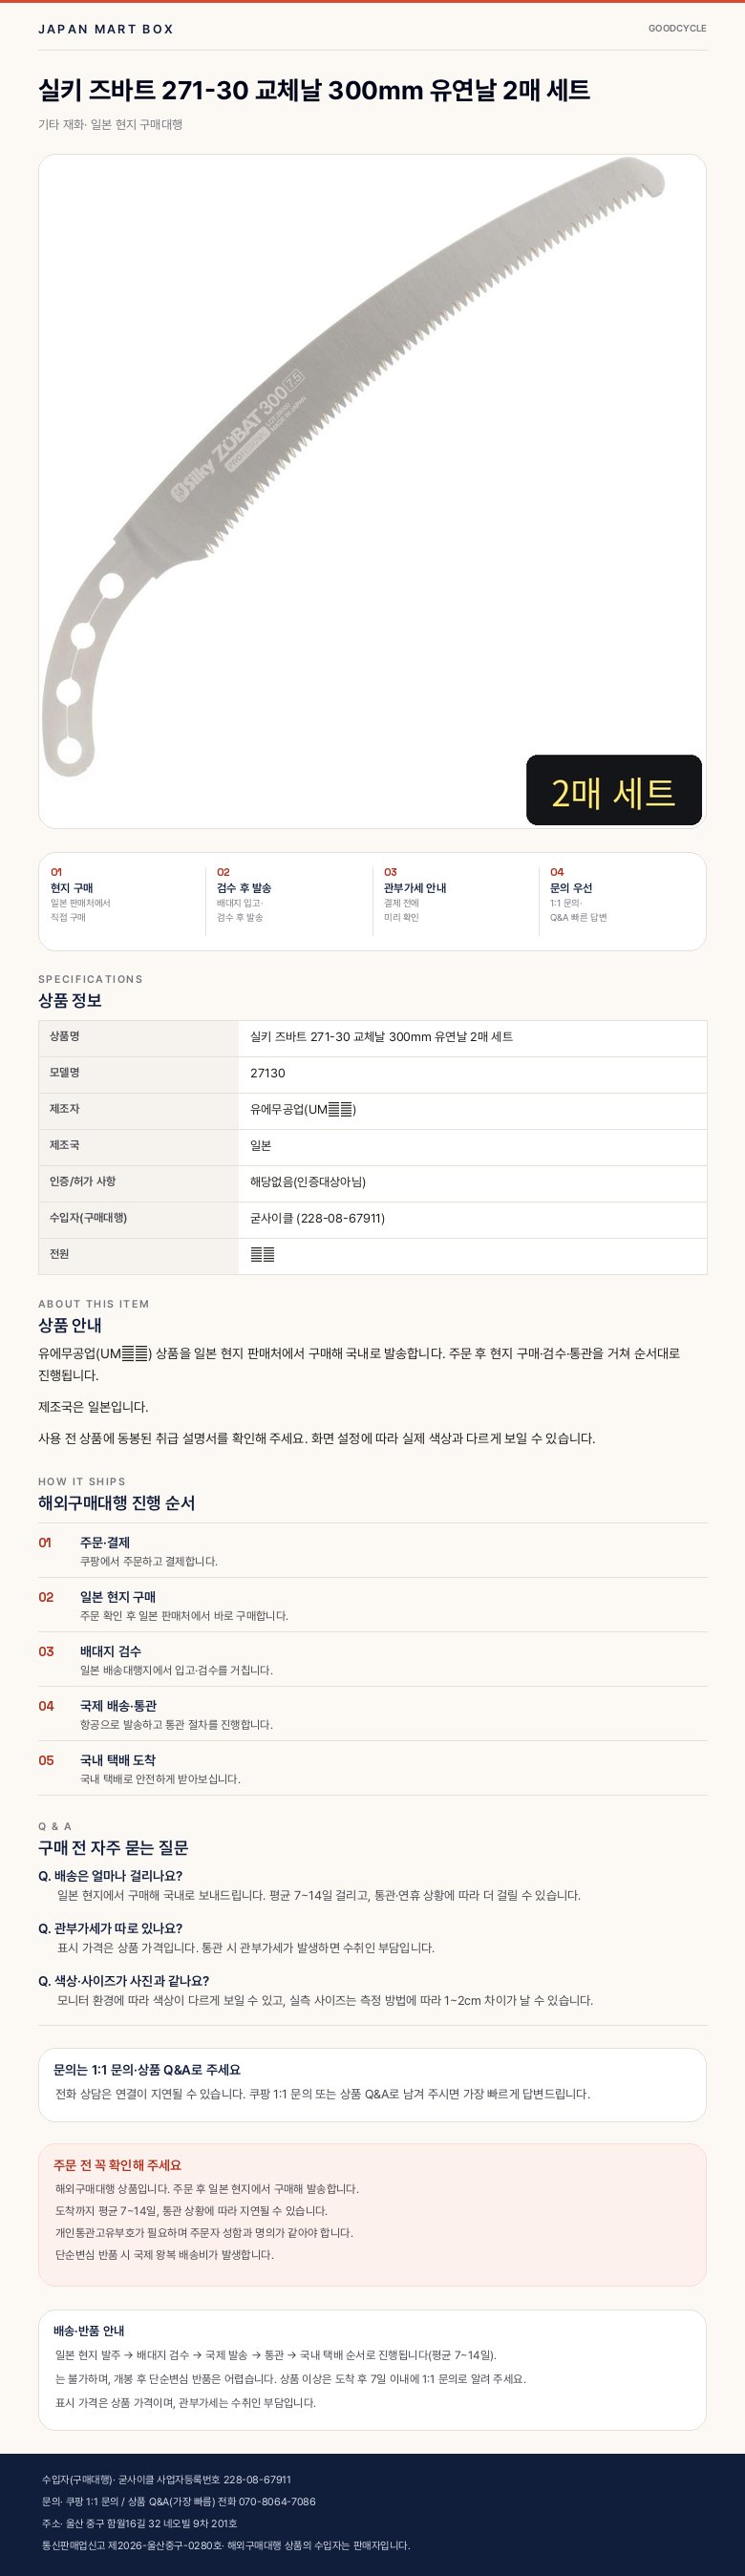 JAPAN MART BOX
GOODCYCLE
실키 즈바트 271-30 교체날 300mm 유연날 2매 세트
기타 재화· 일본 현지 구매대행
Silky ZÜBAT 300 7.5
PROFESSIONAL
MADE IN JAPAN
2매 세트
01
현지 구매
일본 판매처에서
직접 구매
02
검수 후 발송
배대지 입고·
검수 후 발송
03
관부가세 안내
결제 전에
미리 확인
04
문의 우선
1:1 문의·
Q&A 빠른 답변
SPECIFICATIONS
상품 정보
상품명 실키 즈바트 271-30 교체날 300mm 유연날 2매 세트
모델명 27130
제조자 유에무공업(UM)
제조국 일본
인증/허가 사항 해당없음(인증대상아님)
수입자(구매대행) 굳사이클 (228-08-67911)
전원
ABOUT THIS ITEM
상품 안내
유에무공업(UM) 상품을 일본 현지 판매처에서 구매해 국내로 발송합니다. 주문 후 현지 구매·검수·통관을 거쳐 순서대로
진행됩니다.
제조국은 일본입니다.
사용 전 상품에 동봉된 취급 설명서를 확인해 주세요. 화면 설정에 따라 실제 색상과 다르게 보일 수 있습니다.
HOW IT SHIPS
해외구매대행 진행 순서
01 주문·결제
쿠팡에서 주문하고 결제합니다.
02 일본 현지 구매
주문 확인 후 일본 판매처에서 바로 구매합니다.
03 배대지 검수
일본 배송대행지에서 입고·검수를 거칩니다.
04 국제 배송·통관
항공으로 발송하고 통관 절차를 진행합니다.
05 국내 택배 도착
국내 택배로 안전하게 받아보십니다.
Q & A
구매 전 자주 묻는 질문
Q. 배송은 얼마나 걸리나요?
일본 현지에서 구매해 국내로 보내드립니다. 평균 7~14일 걸리고, 통관·연휴 상황에 따라 더 걸릴 수 있습니다.
Q. 관부가세가 따로 있나요?
표시 가격은 상품 가격입니다. 통관 시 관부가세가 발생하면 수취인 부담입니다.
Q. 색상·사이즈가 사진과 같나요?
모니터 환경에 따라 색상이 다르게 보일 수 있고, 실측 사이즈는 측정 방법에 따라 1~2cm 차이가 날 수 있습니다.
문의는 1:1 문의·상품 Q&A로 주세요
전화 상담은 연결이 지연될 수 있습니다. 쿠팡 1:1 문의 또는 상품 Q&A로 남겨 주시면 가장 빠르게 답변드립니다.
주문 전 꼭 확인해 주세요
해외구매대행 상품입니다. 주문 후 일본 현지에서 구매해 발송합니다.
도착까지 평균 7~14일, 통관 상황에 따라 지연될 수 있습니다.
개인통관고유부호가 필요하며 주문자 성함과 명의가 같아야 합니다.
단순변심 반품 시 국제 왕복 배송비가 발생합니다.
배송·반품 안내
일본 현지 발주 → 배대지 검수 → 국제 발송 → 통관 → 국내 택배 순서로 진행됩니다(평균 7~14일).
는 불가하며, 개봉 후 단순변심 반품은 어렵습니다. 상품 이상은 도착 후 7일 이내에 1:1 문의로 알려 주세요.
표시 가격은 상품 가격이며, 관부가세는 수취인 부담입니다.
수입자(구매대행)· 굳사이클 사업자등록번호 228-08-67911
문의· 쿠팡 1:1 문의 / 상품 Q&A(가장 빠름) 전화 070-8064-7086
주소· 울산 중구 함월16길 32 네오빌 9차 201호
통신판매업신고 제2026-울산중구-0280호· 해외구매대행 상품의 수입자는 판매자입니다.